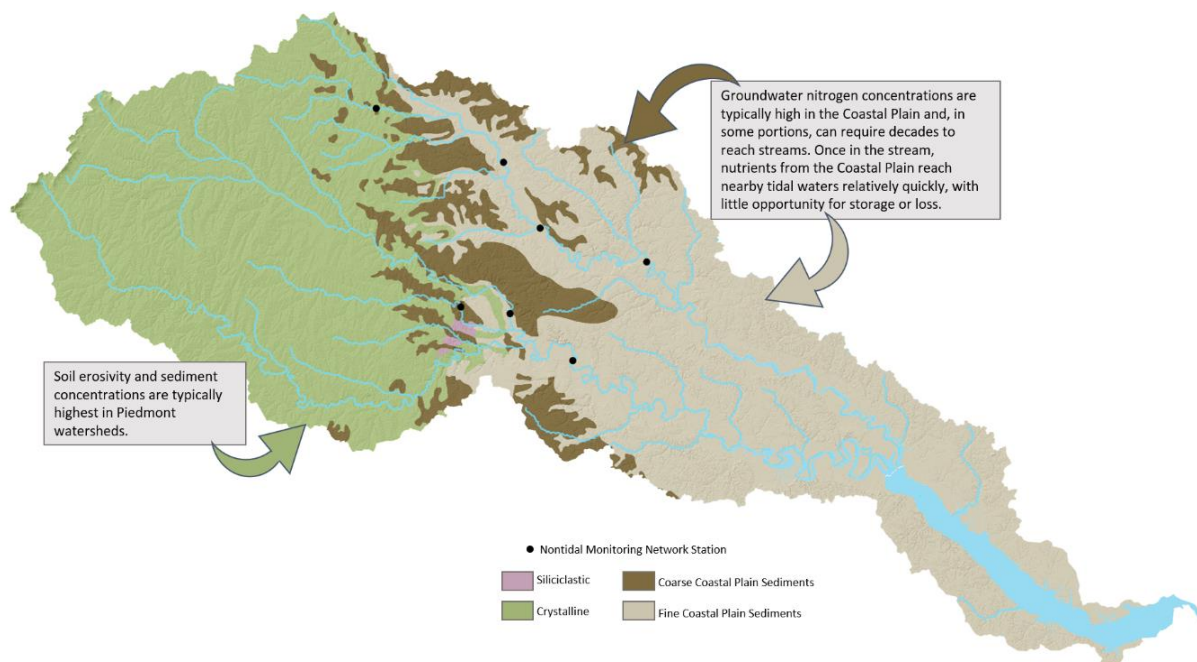 Groundwater nitrogen concentrations are
typically high in the Coastal Plain and, in
some portions, can require decades to
reach streams. Once in the stream,
nutrients from the Coastal Plain reach
nearby tidal waters relatively quickly, with
little opportunity for storage or loss.
Soil erosivity and sediment
concentrations are typically
highest in Piedmont
watersheds.
Nontidal Monitoring Network Station
Siliciclastic
Coarse Coastal Plain Sediments
Crystalline
Fine Coastal Plain Sediments